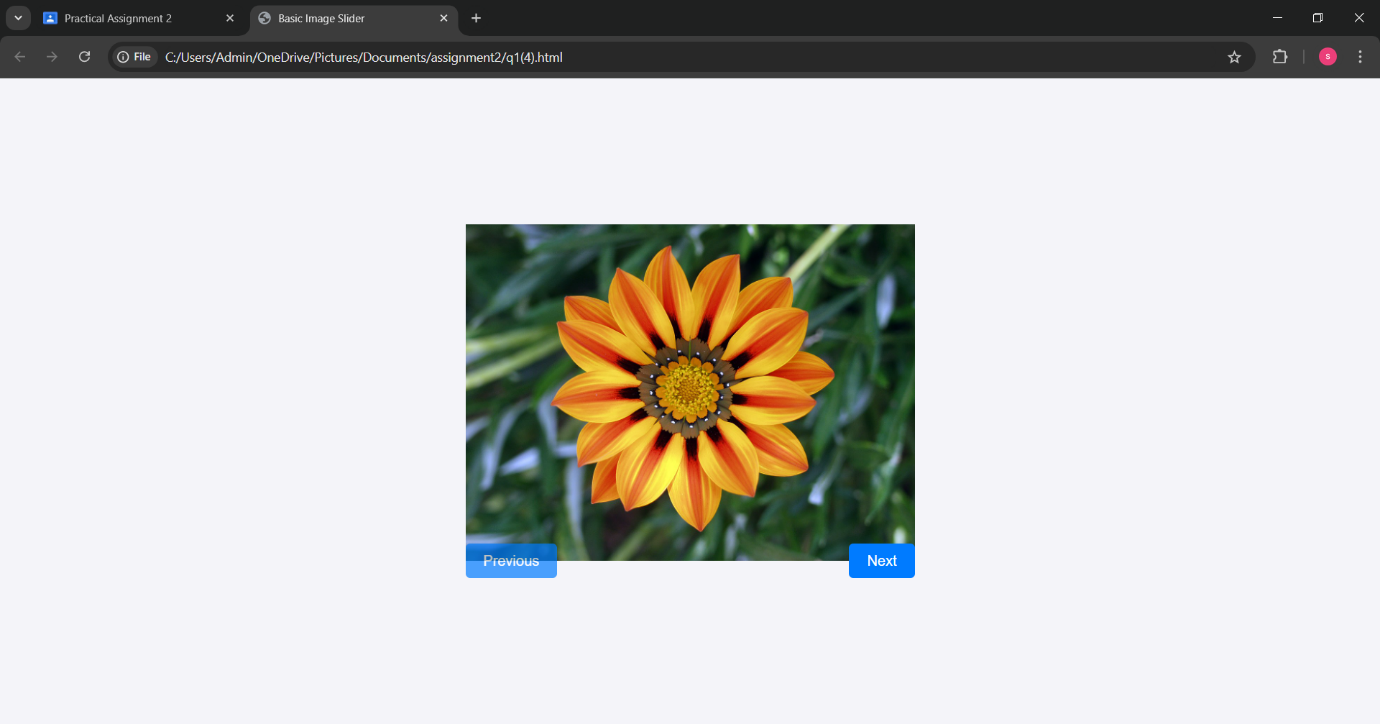 Practical Assignment 2
Basic Image Slider
File C:/Users/Admin/OneDrive/Pictures/Documents/assignment2/q1(4).html
S
Previous
Next